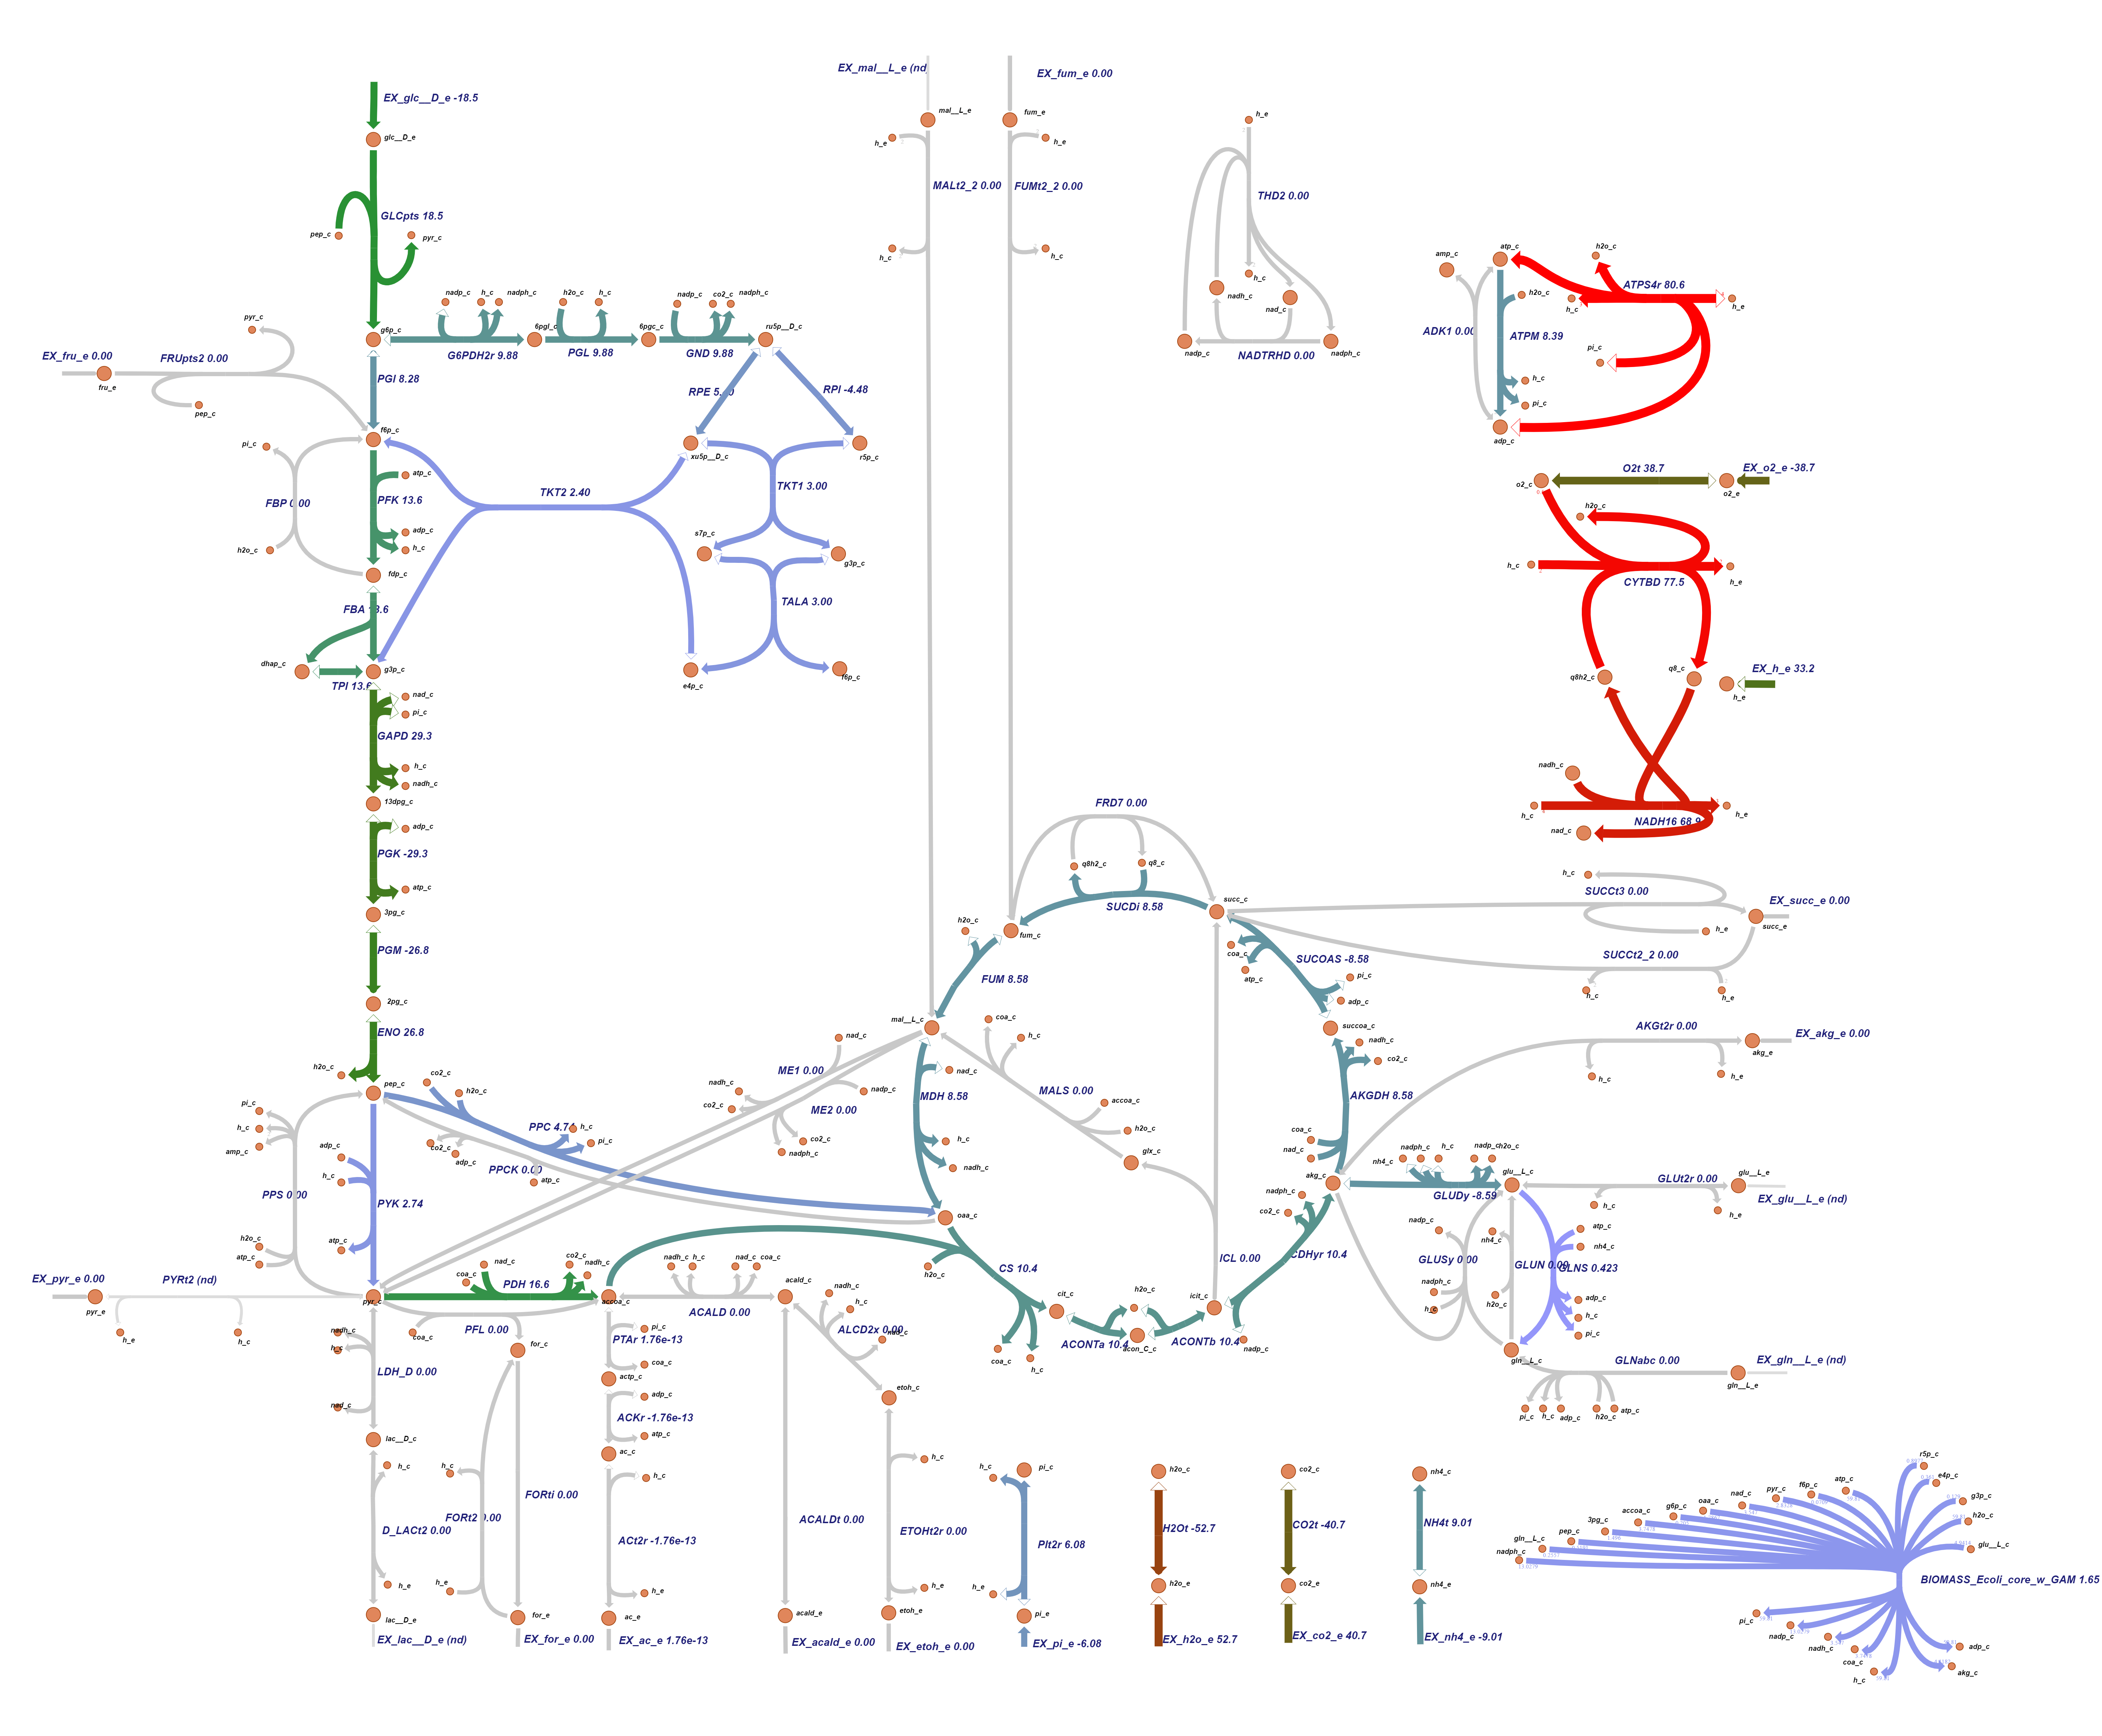 EX_mal__L_e (nd
EX_fum_e 0.00
EX_glc__D_e -18.5
mal__L_e
fum_e
h_e
glc__D_e
h_e
h_e
MALt2_2 0.00
FUMt2_2 0.00
THD2 0.00
GLCpts 18.5
pep_c
pyr_c
h_c
h_c
h_c
nadh_c
nad_c
nadp_c
NADTRHD 0.00
nadph_c
amp_c
atp_c
h2o_c
ATPS4r 80.6
h2o_c
h_c
h_e
ADK1 0.00
ATPM 8.39
pi_c
h_c
pi_c
adp_c
nadp_c
h_c
nadph_c
h2o_c
h_c
nadp_c
co2_c
nadph_c
g6p_c
6pgl_c
6pgc_c
ru5p__D_c
G6PDH2r 9.88
PGL 9.88
GND 9.88
pyr_c
EX_fru_e 0.00
FRUpts2 0.00
fru_e
pep_c
PGI 8.28
RPI -4.48
f6p_c
pi_c
xu5p__D_c
r5p_c
atp_c
FBP 0.00
PFK 13.6
TKT2 2.40
TKT1 3.00
adp_c
h_c
h2o_c
s7p_c
g3p_c
fdp_c
TALA 3.00
dhap_c
g3p_c
e4p_c
f6p_c
O2t 38.7
EX_o2_e -38.7
o2_c
o2_e
h2o_c
h_c
h_e
CYTBD 77.5
q8h2_c
q8_c
EX_h_e 33.2
h_e
nadh_c
h_c
h_e
NADH16 68.9
nad_c
nad_c
pi_c
GAPD 29.3
h_c
nadh_c
13dpg_c
adp_c
PGK -29.3
atp_c
3pg_c
PGM -26.8
2pg_c
ENO 26.8
h2o_c
pep_c
FRD7 0.00
q8h2_c
q8_c
SUCDi 8.58
h2o_c
fum_c
succ_c
h_c
SUCCt3 0.00
EX_succ_e 0.00
succ_e
h_e
coa_c
SUCOAS -8.58
atp_c
pi_c
adp_c
SUCCt2_2 0.00
h_c
h_e
FUM 8.58
mal__L_c
coa_c
h_c
succoa_c
nadh_c
co2_c
AKGt2r 0.00
EX_akg_e 0.00
akg_e
h_c
h_e
nad_c
ME1 0.00
nadh_c
co2_c
nadp_c
ME2 0.00
co2_c
nadph_c
nad_c
MDH 8.58
MALS 0.00
accoa_c
h2o_c
glx_c
h_c
nadh_c
AKGDH 8.58
coa_c
nad_c
akg_c
co2_c
h2o_c
PPC 4.74
h_c
pi_c
co2_c
adp_c
PPCK 0.00
atp_c
pi_c
h_c
amp_c
adp_c
h_c
PPS 0.00
PYK 2.74
h2o_c
atp_c
atp_c
oaa_c
nadph_c
co2_c
nadph_c
h_c
nadp_c
h2o_c
nh4_c
glu__L_c
GLUDy -8.59
GLUt2r 0.00
glu__L_e
EX_glu__L_e (nd)
h_c
h_e
nadp_c
nh4_c
atp_c
nh4_c
GLUSy 0.00
GLUN 0.00
GLNS 0.423
nadph_c
h_c
h2o_c
adp_c
h_c
pi_c
gln__L_c
GLNabc 0.00
EX_gln__L_e (nd)
gln__L_e
pi_c
h_c
adp_c
h2o_c
atp_c
ICL 0.00
CDHyr 10.4
icit_c
nadp_c
h2o_c
CS 10.4
cit_c
h2o_c
ACONTa 10.4
acon_C_c
ACONTb 10.4
coa_c
h_c
EX_pyr_e 0.00
PYRt2 (nd)
pyr_e
h_e
h_c
pyr_c
coa_c
nad_c
PDH 16.6
co2_c
nadh_c
accoa_c
nadh_c
h_c
nad_c
coa_c
ACALD 0.00
acald_c
nadh_c
h_c
ALCD2x 0.00
nad_c
etoh_c
nadh_c
h_c
coa_c
PFL 0.00
for_c
LDH_D 0.00
nad_c
lac__D_c
PTAr 1.76e-13
pi_c
coa_c
actp_c
adp_c
ACKr -1.76e-13
atp_c
ac_c
h_c
h_c
h_c
h_c
FORti 0.00
FORt2 0.00
D_LACt2 0.00
ACt2r -1.76e-13
ACALDt 0.00
ETOHt2r 0.00
h_e
h_e
h_e
h_e
lac__D_e
for_e
ac_e
acald_e
etoh_e
EX_lac__D_e (nd)
EX_for_e 0.00
EX_ac_e 1.76e-13
EX_acald_e 0.00
EX_etoh_e 0.00
h_c
pi_c
PIt2r 6.08
h_e
pi_e
EX_pi_e -6.08
h2o_c
H2Ot -52.7
h2o_e
EX_h2o_e 52.7
co2_c
CO2t -40.7
co2_e
EX_co2_e 40.7
nh4_c
NH4t 9.01
nh4_e
EX_nh4_e -9.01
r5p_c
e4p_c
g3p_c
h2o_c
glu__L_c
atp_c
f6p_c
pyr_c
nad_c
oaa_c
g6p_c
accoa_c
3pg_c
pep_c
gln__L_c
nadph_c
BIOMASS_Ecoli_core_w_GAM 1.65
pi_c
nadp_c
nadh_c
coa_c
h_c
adp_c
akg_c